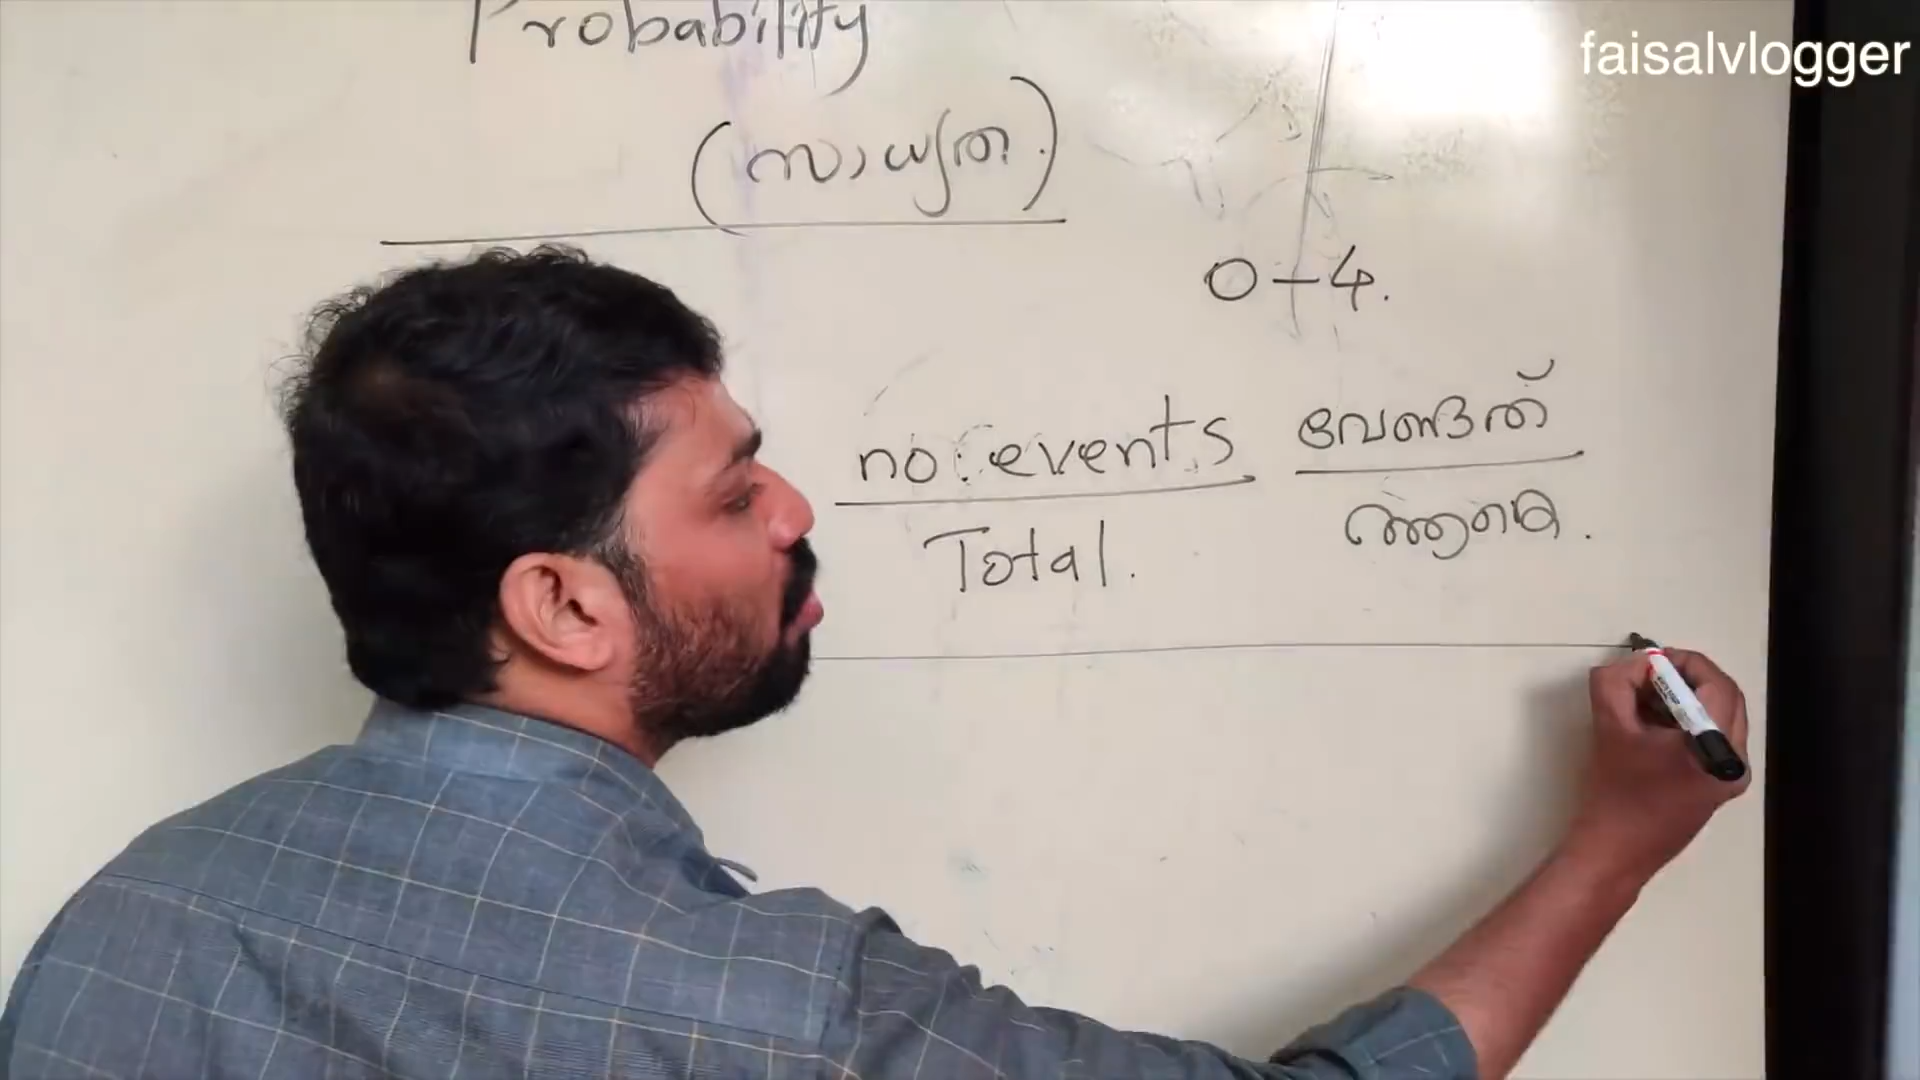 faisalvlogger
Probability
(സാധ്യത.)
0-4.
no: events വേണ്ടത്
Total. ആകെ.